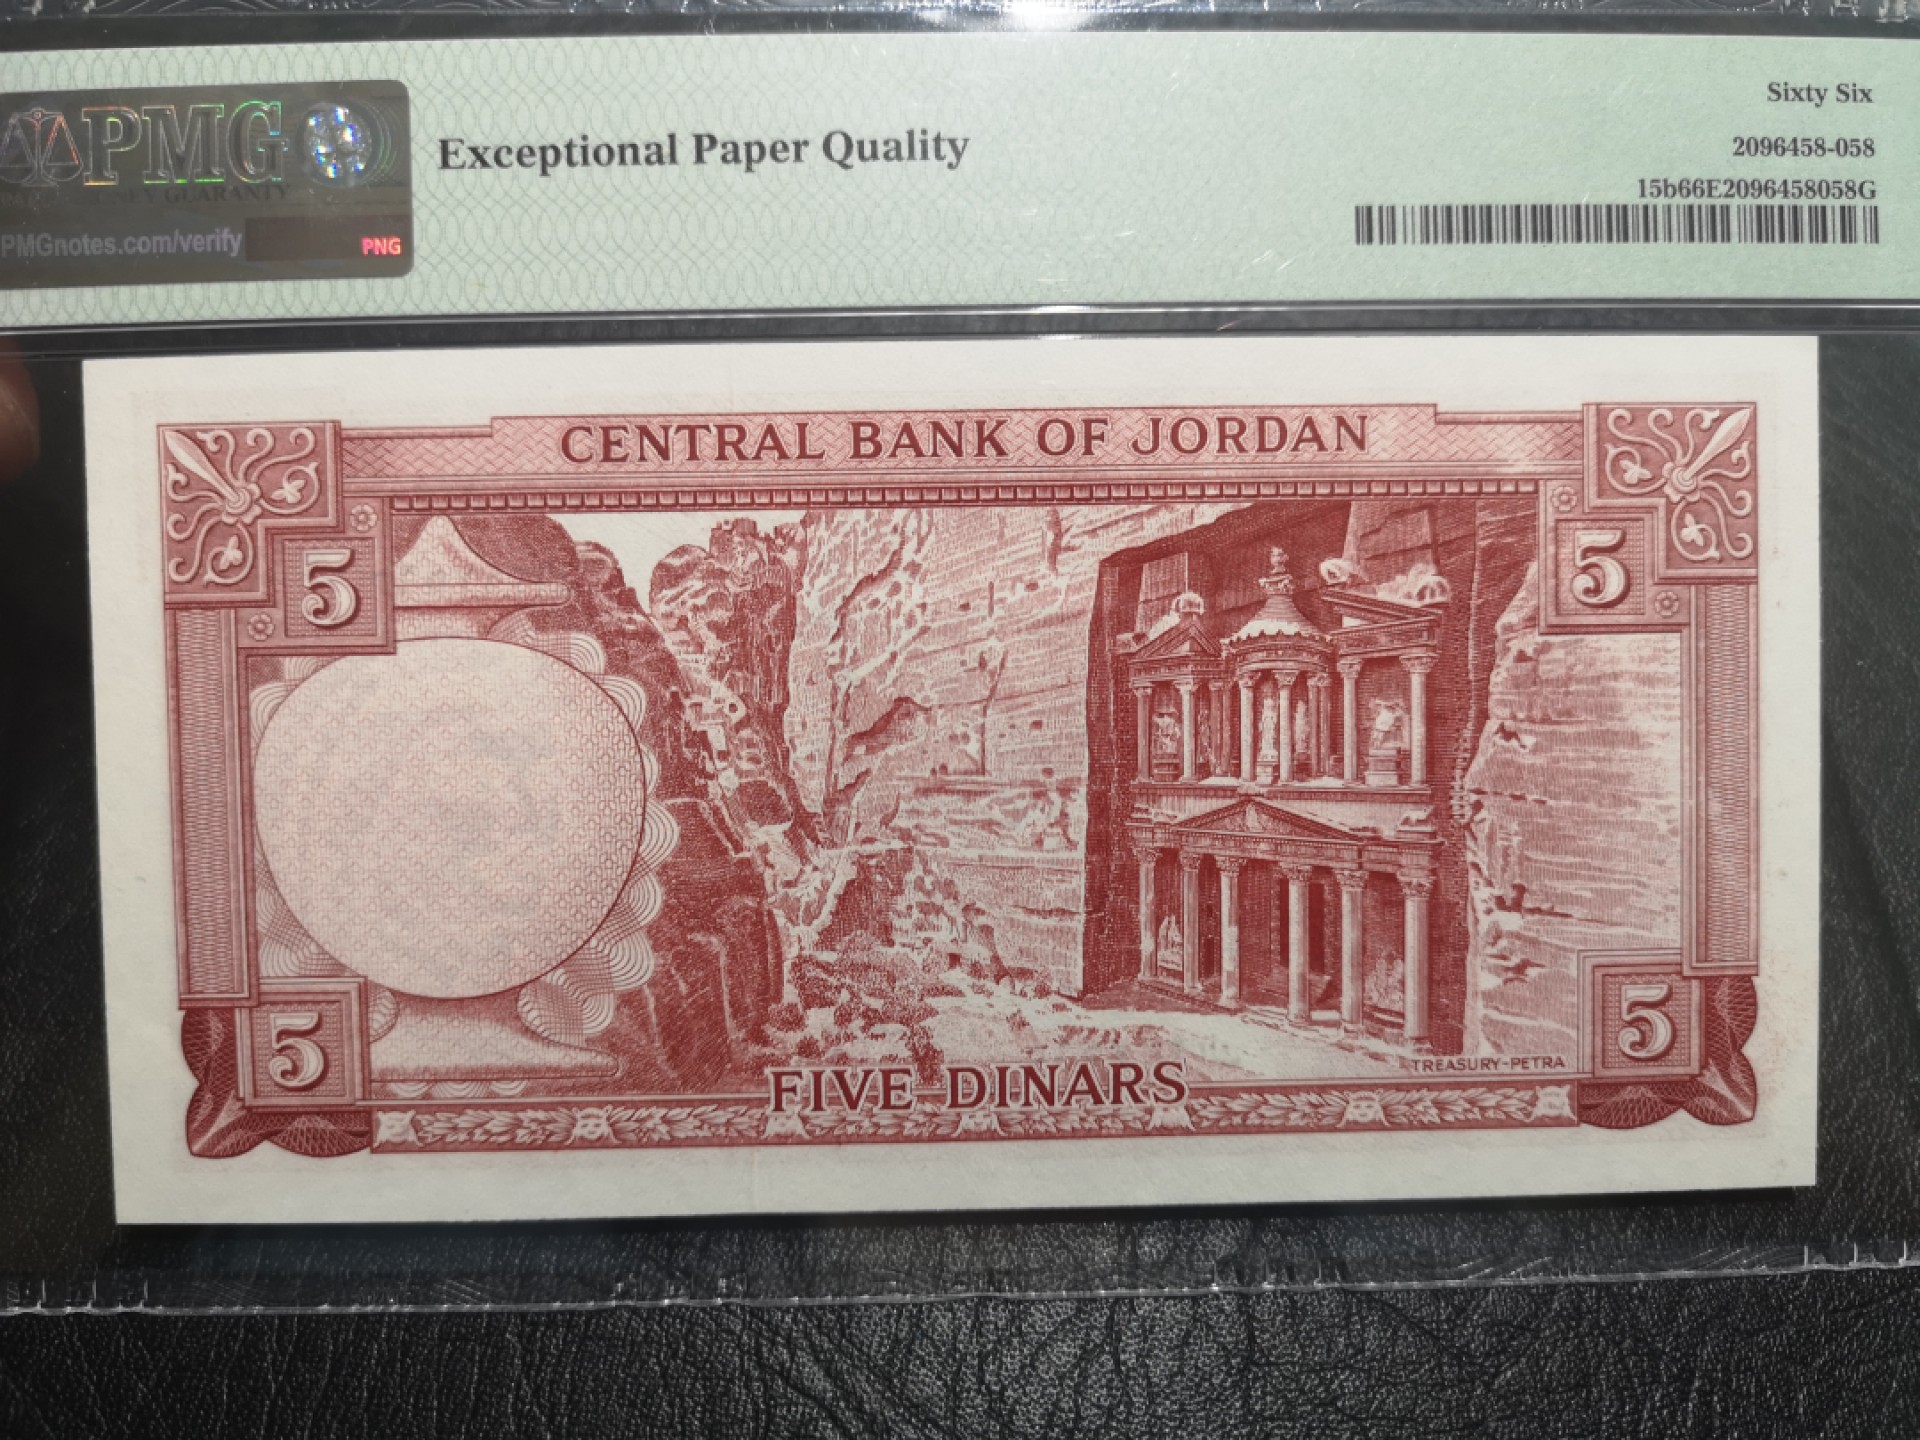 PMG
PMGnotes.com/verify
PNG
Exceptional Paper Quality
Sixty Six
2096458-058
15b66E2096458058G
CENTRAL BANK OF JORDAN
5
5
5
5
TREASURY-PETRA
FIVE DINARS